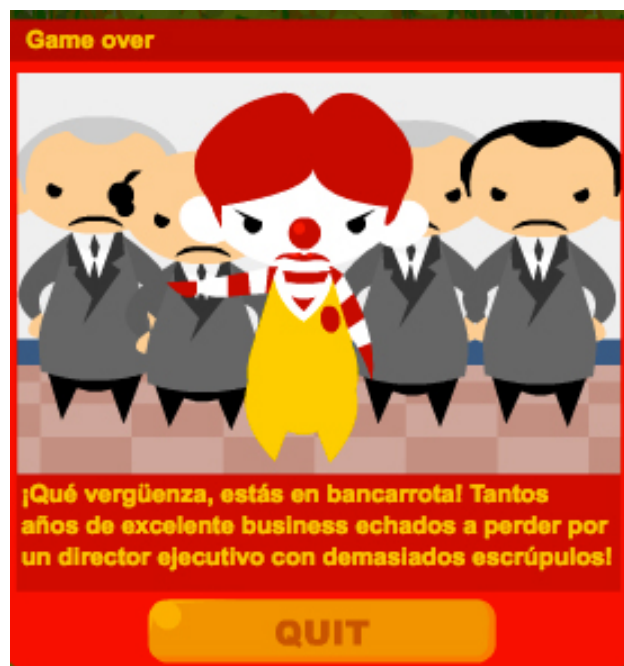 Game over
¡Qué vergüenza, estás en bancarrota! Tantos
años de excelente business echados a perder por
un director ejecutivo con demasiados escrúpulos!
QUIT